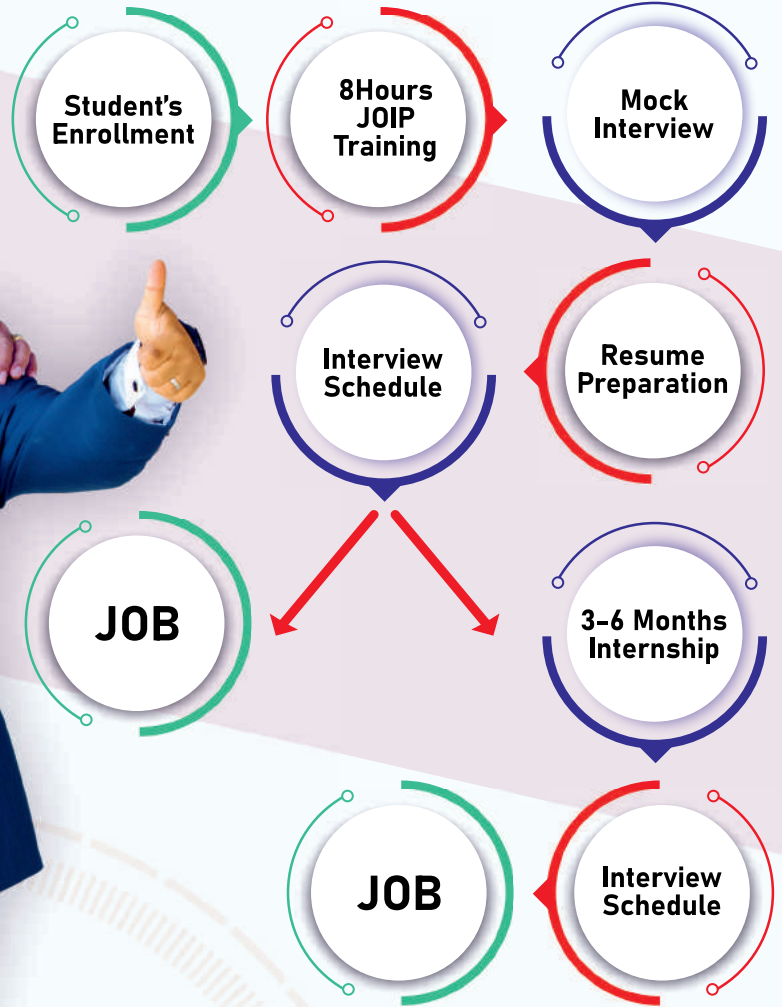 Student's
Enrollment
8Hours
JOIP
Training
Mock
Interview
Resume
Preparation
Interview
Schedule
JOB
3-6 Months
Internship
Interview
Schedule
JOB